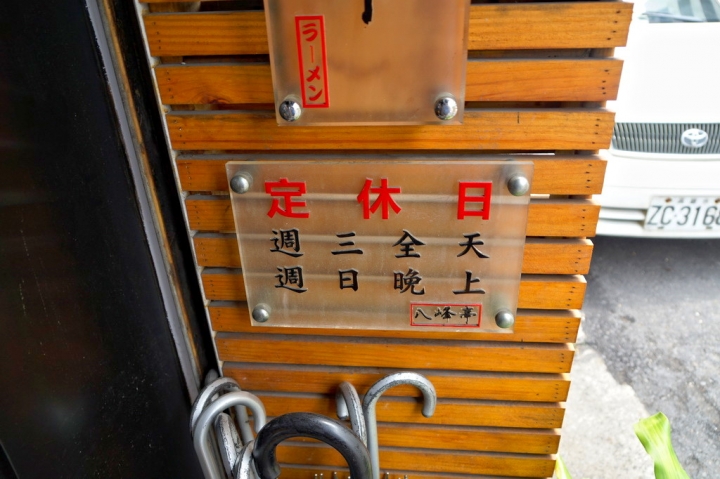 ラーメン
定休日
週三全天
週日晩上
八峰亭
ZC·3168